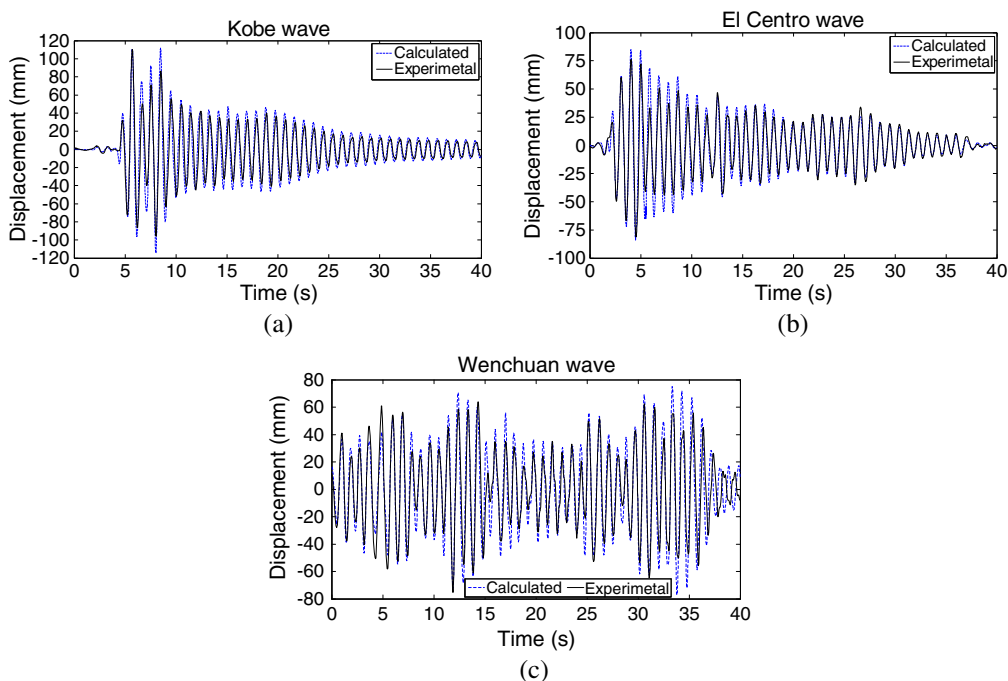 Kobe wave
120
100
80
60
40
20
0
-20
-40
-60
-80
-100
-120
Displacement (mm)
Calculated
Experimetal
0 5 10 15 20 25 30 35 40
Time (s)
(a)
El Centro wave
100
75
50
25
0
-25
-50
-75
-100
Displacement (mm)
Calculated
Experimetal
0 5 10 15 20 25 30 35 40
Time (s)
(b)
Wenchuan wave
80
60
40
20
0
-20
-40
-60
-80
Displacement (mm)
Calculated Experimetal
0 5 10 15 20 25 30 35 40
Time (s)
(c)